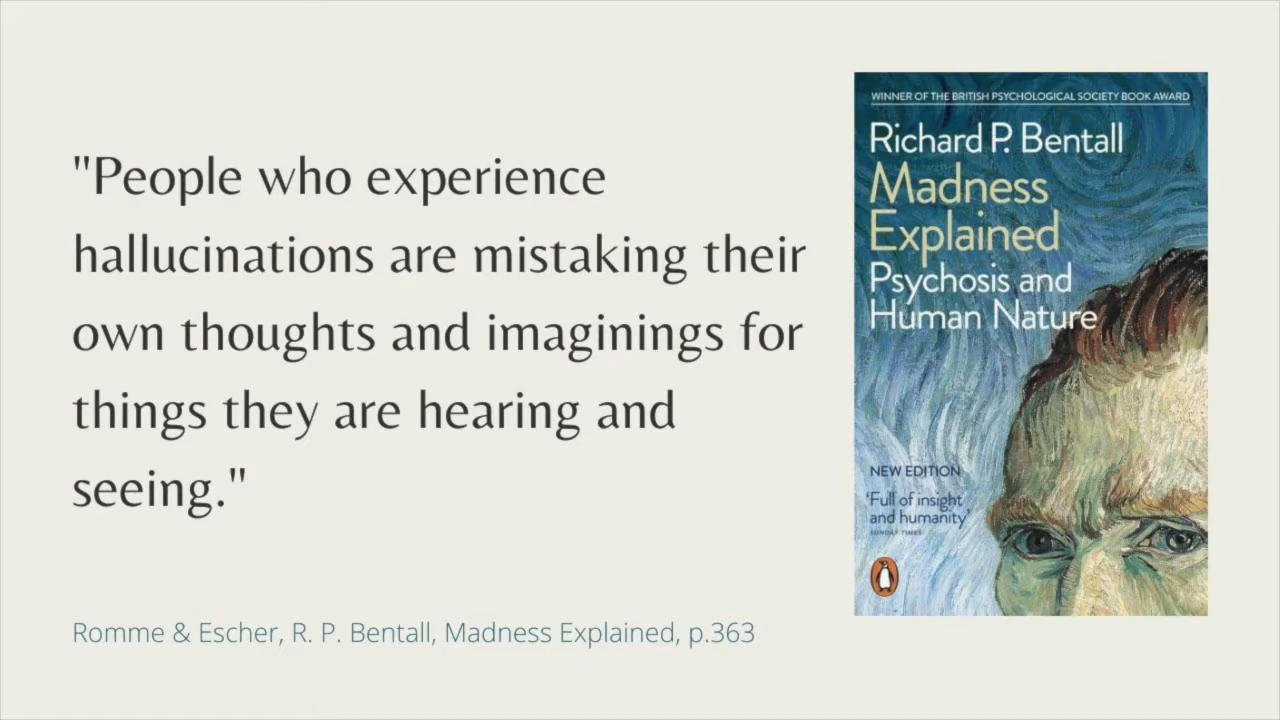 "People who experience
hallucinations are mistaking their
own thoughts and imaginings for
things they are hearing and
seeing."
Romme & Escher, R. P. Bentall, Madness Explained, p.363
WINNER OF THE BRITISH PSYCHOLOGICAL SOCIETY BOOK AWARD
Richard P. Bentall
Madness
Explained
Psychosis and
Human Nature
NEW EDITION
'Full of insight
and humanity'
SUNDAY TIMES